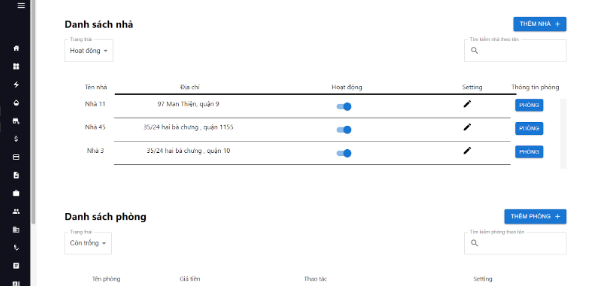 Danh sách nhà
THÊM NHÀ +
Trạng thái
Hoạt động
Tìm kiếm nhà theo tên
Tên nhà Địa chỉ Hoạt động Setting Thông tin phòng
Nhà 11 97 Man Thiện, quận 9 PHÒNG
Nhà 45 35/24 hai bà chưng , quận 1155 PHÒNG
Nhà 3 35/24 hai bà chưng , quận 10 PHÒNG
Danh sách phòng
THÊM PHÒNG +
Trạng thái
Còn trống
Tìm kiếm phòng theo tên
Tên phòng Giá tiền Thao tác Setting